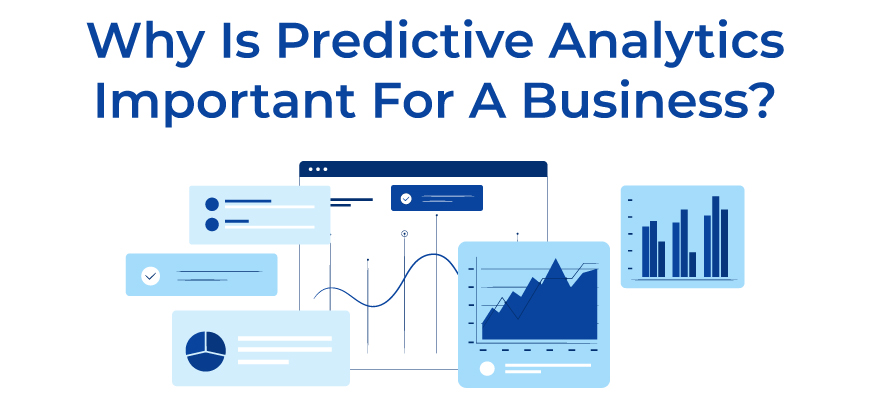 Why Is Predictive Analytics
Important For A Business?